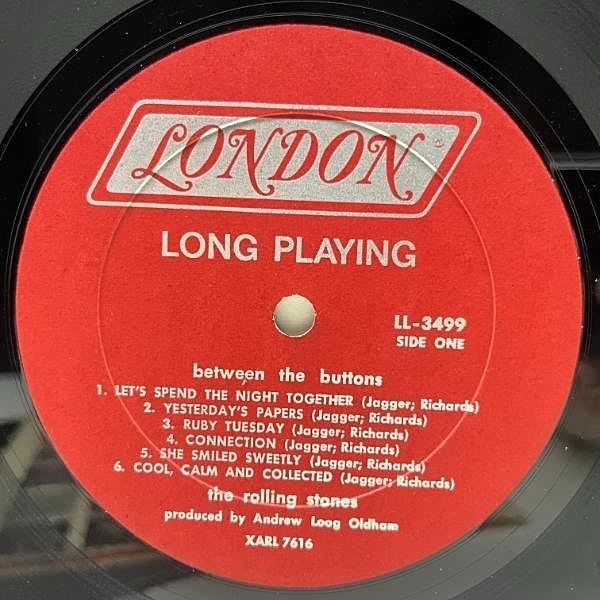 LONDON
LONG PLAYING
LL-3499
SIDE ONE
between the buttons
1. LET'S SPEND THE NIGHT TOGETHER (Jagger; Richards)
2. YESTERDAY'S PAPERS (Jagger; Richards)
3. RUBY TUESDAY (Jagger; Richards)
4. CONNECTION (Jagger; Richards)
5. SHE SMILED SWEETLY (Jagger; Richards)
6. COOL, CALM AND COLLECTED (Jagger; Richards)
the rolling stones
produced by Andrew Loog Oldham
XARL 7616